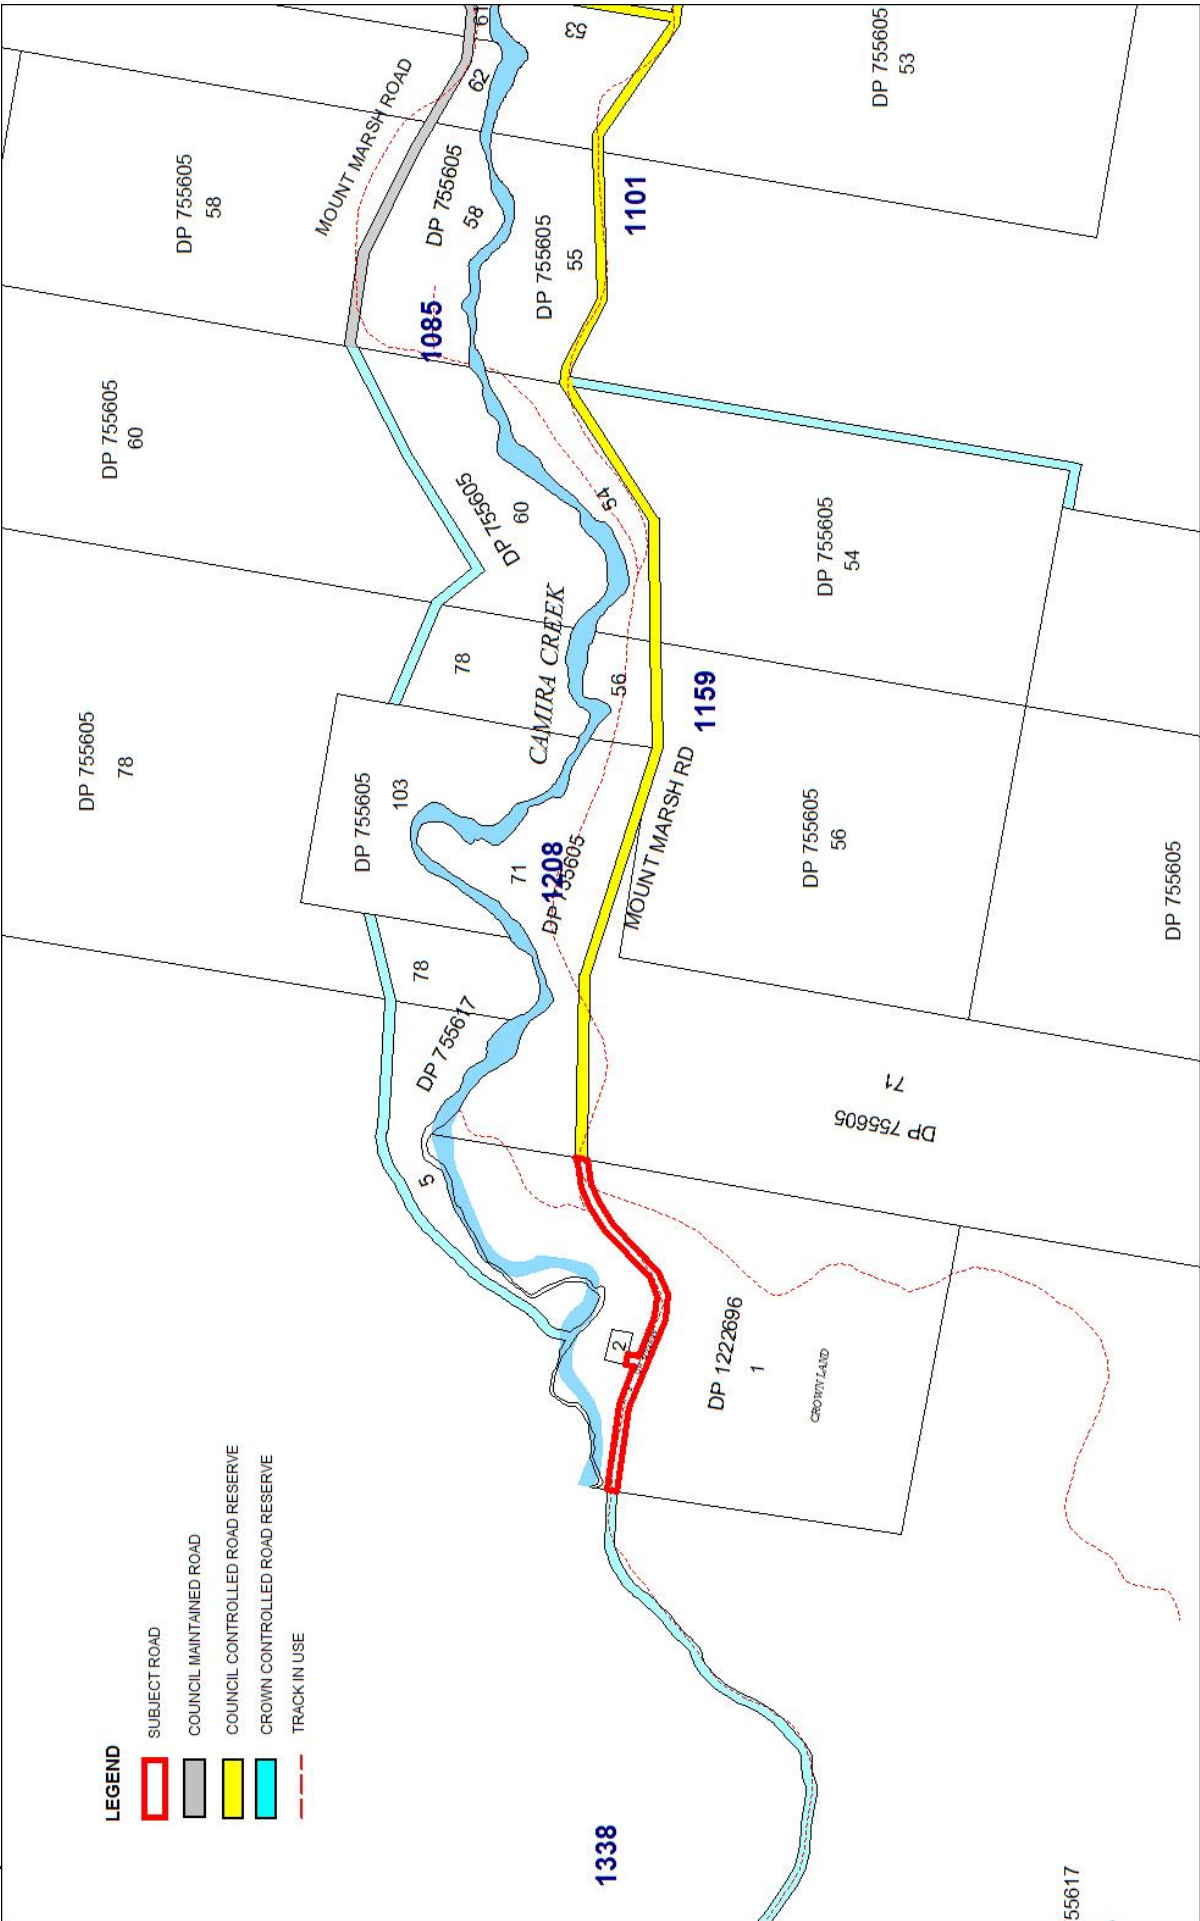 LEGEND
SUBJECT ROAD
COUNCIL MAINTAINED ROAD
COUNCIL CONTROLLED ROAD RESERVE
CROWN CONTROLLED ROAD RESERVE
TRACK IN USE
DP 755605
78
DP 755605
60
DP 755605
58
MOUNT MARSH ROAD
61
62
53
DP 755605
53
DP 755605
58
DP 755605
55
1101
1085
DP 755605
60
54
78
CAMIRA CREEK
56
1159
DP 755605
54
DP 755605
103
71
1208
DP 755605
MOUNT MARSH RD
DP 755605
56
DP 755605
78
DP 755617
5
DP 755605
71
2
DP 1222696
1
CROWN LAND
1338
55617